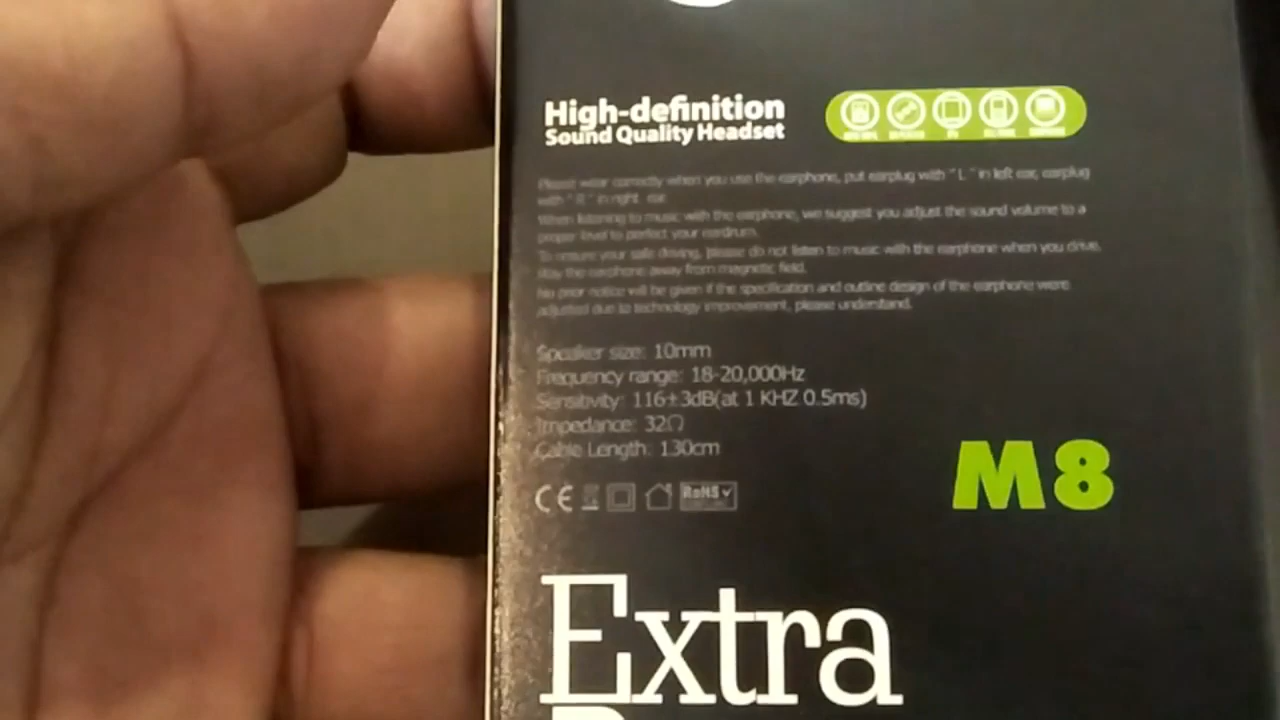 High-definition
Sound Quality Headset
Please wear correctly when you use the earphone, put earplug with " L " in left ear, earplug
with " R " in right ear.
When listening to music with the earphone, we suggest you adjust the sound volume to a
proper level to perfect your eardrum.
To ensure your safe driving, please do not listen to music with the earphone when you drive.
stay the earphone away from magnetic field.
No prior notice will be given if the specification and outline design of the earphone were
adjusted due to technology improvement, please understand.
Speaker size: 10mm
Frequency range: 18-20,000Hz
Sensitivity: 116±3dB(at 1 KHZ 0.5ms)
Impedance: 32Ω
Cable Length: 130cm
CE RoHS
M8
Extra